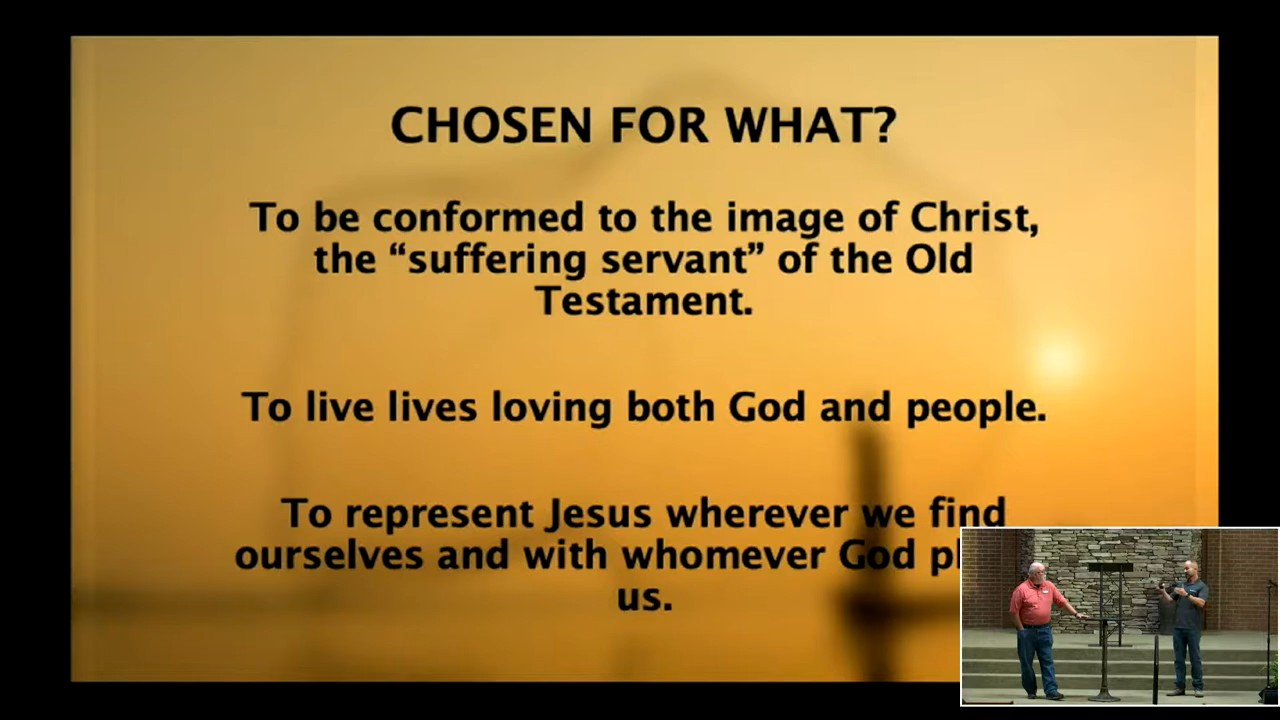 CHOSEN FOR WHAT?
To be conformed to the image of Christ,
the “suffering servant” of the Old
Testament.
To live lives loving both God and people.
To represent Jesus wherever we find
ourselves and with whomever God
us.